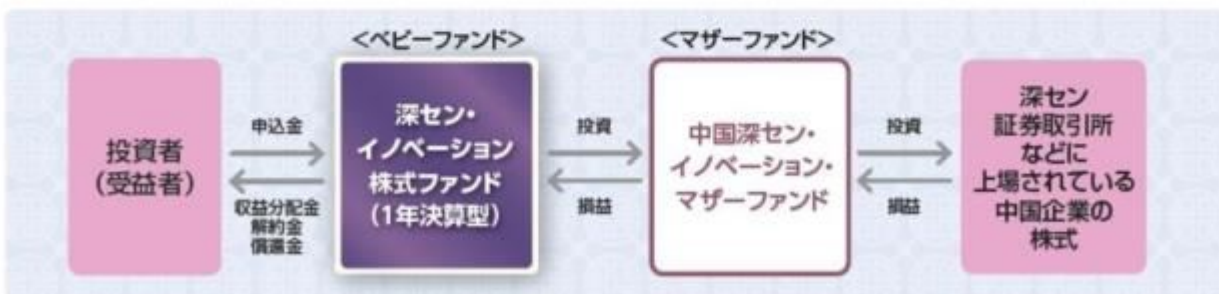 <ベビーファンド>
<マザーファンド>
投資者
(受益者)
申込金
収益分配金
解約金
償還金
深セン・
イノベーション
株式ファンド
(1年決算型)
投資
損益
中国深セン・
イノベーション・
マザーファンド
投資
損益
深セン
証券取引所
などに
上場されている
中国企業の
株式